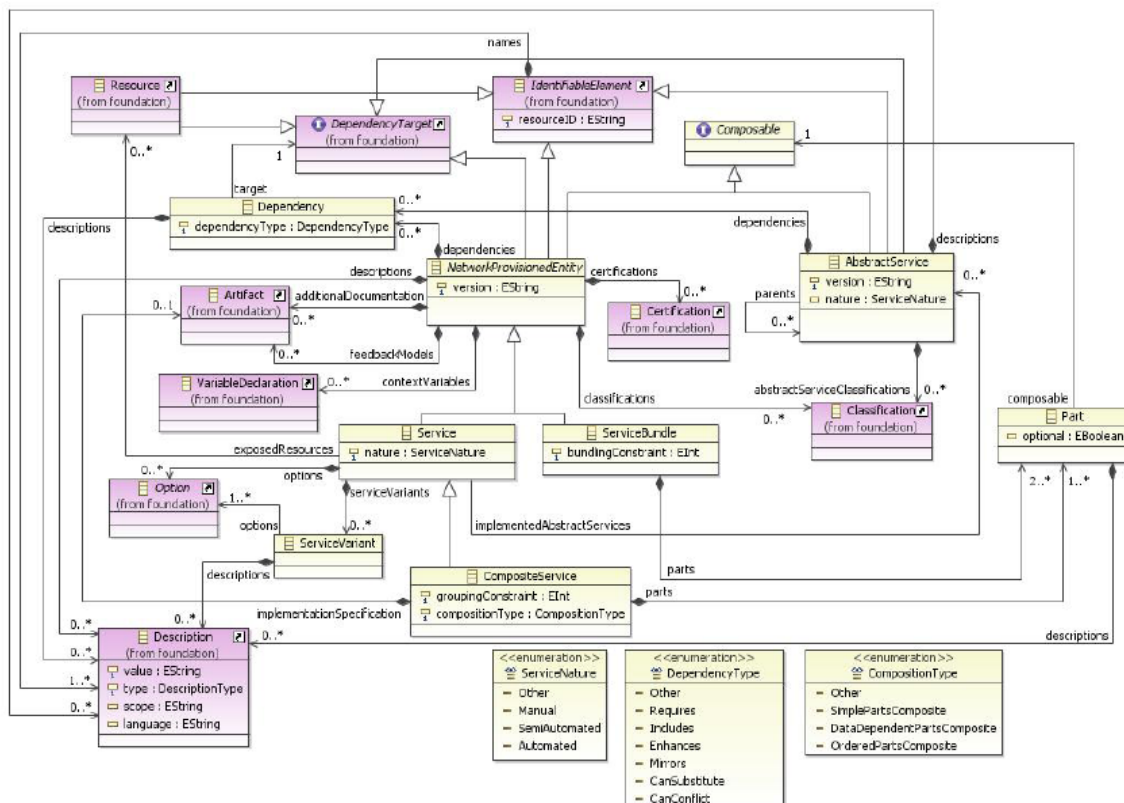 names
Resource
(from foundation)
IdentifiableElement
(from foundation)
resourceID : EString
DependencyTarget
(from foundation)
Composable
1
0..*
1
target
Dependency
dependencyType : DependencyType
0..*
0..*
descriptions
dependencies
dependencies
descriptions
descriptions
NetworkProvisionedEntity
version : EString
certifications
AbstractService
version : EString
nature : ServiceNature
0..*
parents
0..*
0..1
Artifact
(from foundation)
additionalDocumentation
0..*
0..*
Certification
(from foundation)
0..*
feedbackModels
VariableDeclaration
(from foundation)
0..*
contextVariables
classifications
abstractServiceClassifications
0..*
0..*
Classification
(from foundation)
composable
Part
optional : EBoolean
Service
nature : ServiceNature
ServiceBundle
bundingConstraint : EInt
exposedResources
options
0..*
Option
(from foundation)
1..*
options
serviceVariants
0..*
implementedAbstractServices
2..*
1..*
ServiceVariant
descriptions
CompositeService
groupingConstraint : EInt
compositionType : CompositionType
parts
parts
implementationSpecification
0..*
0..*
0..*
descriptions
Description
(from foundation)
value : EString
type : DescriptionType
scope : EString
language : EString
0..*
1..*
0..*
<<enumeration>>
ServiceNature
Other
Manual
SemiAutomated
Automated
<<enumeration>>
DependencyType
Other
Requires
Includes
Enhances
Mirrors
CanSubstitute
CanConflict
<<enumeration>>
CompositionType
Other
SimplePartsComposite
DataDependentPartsComposite
OrderedPartsComposite